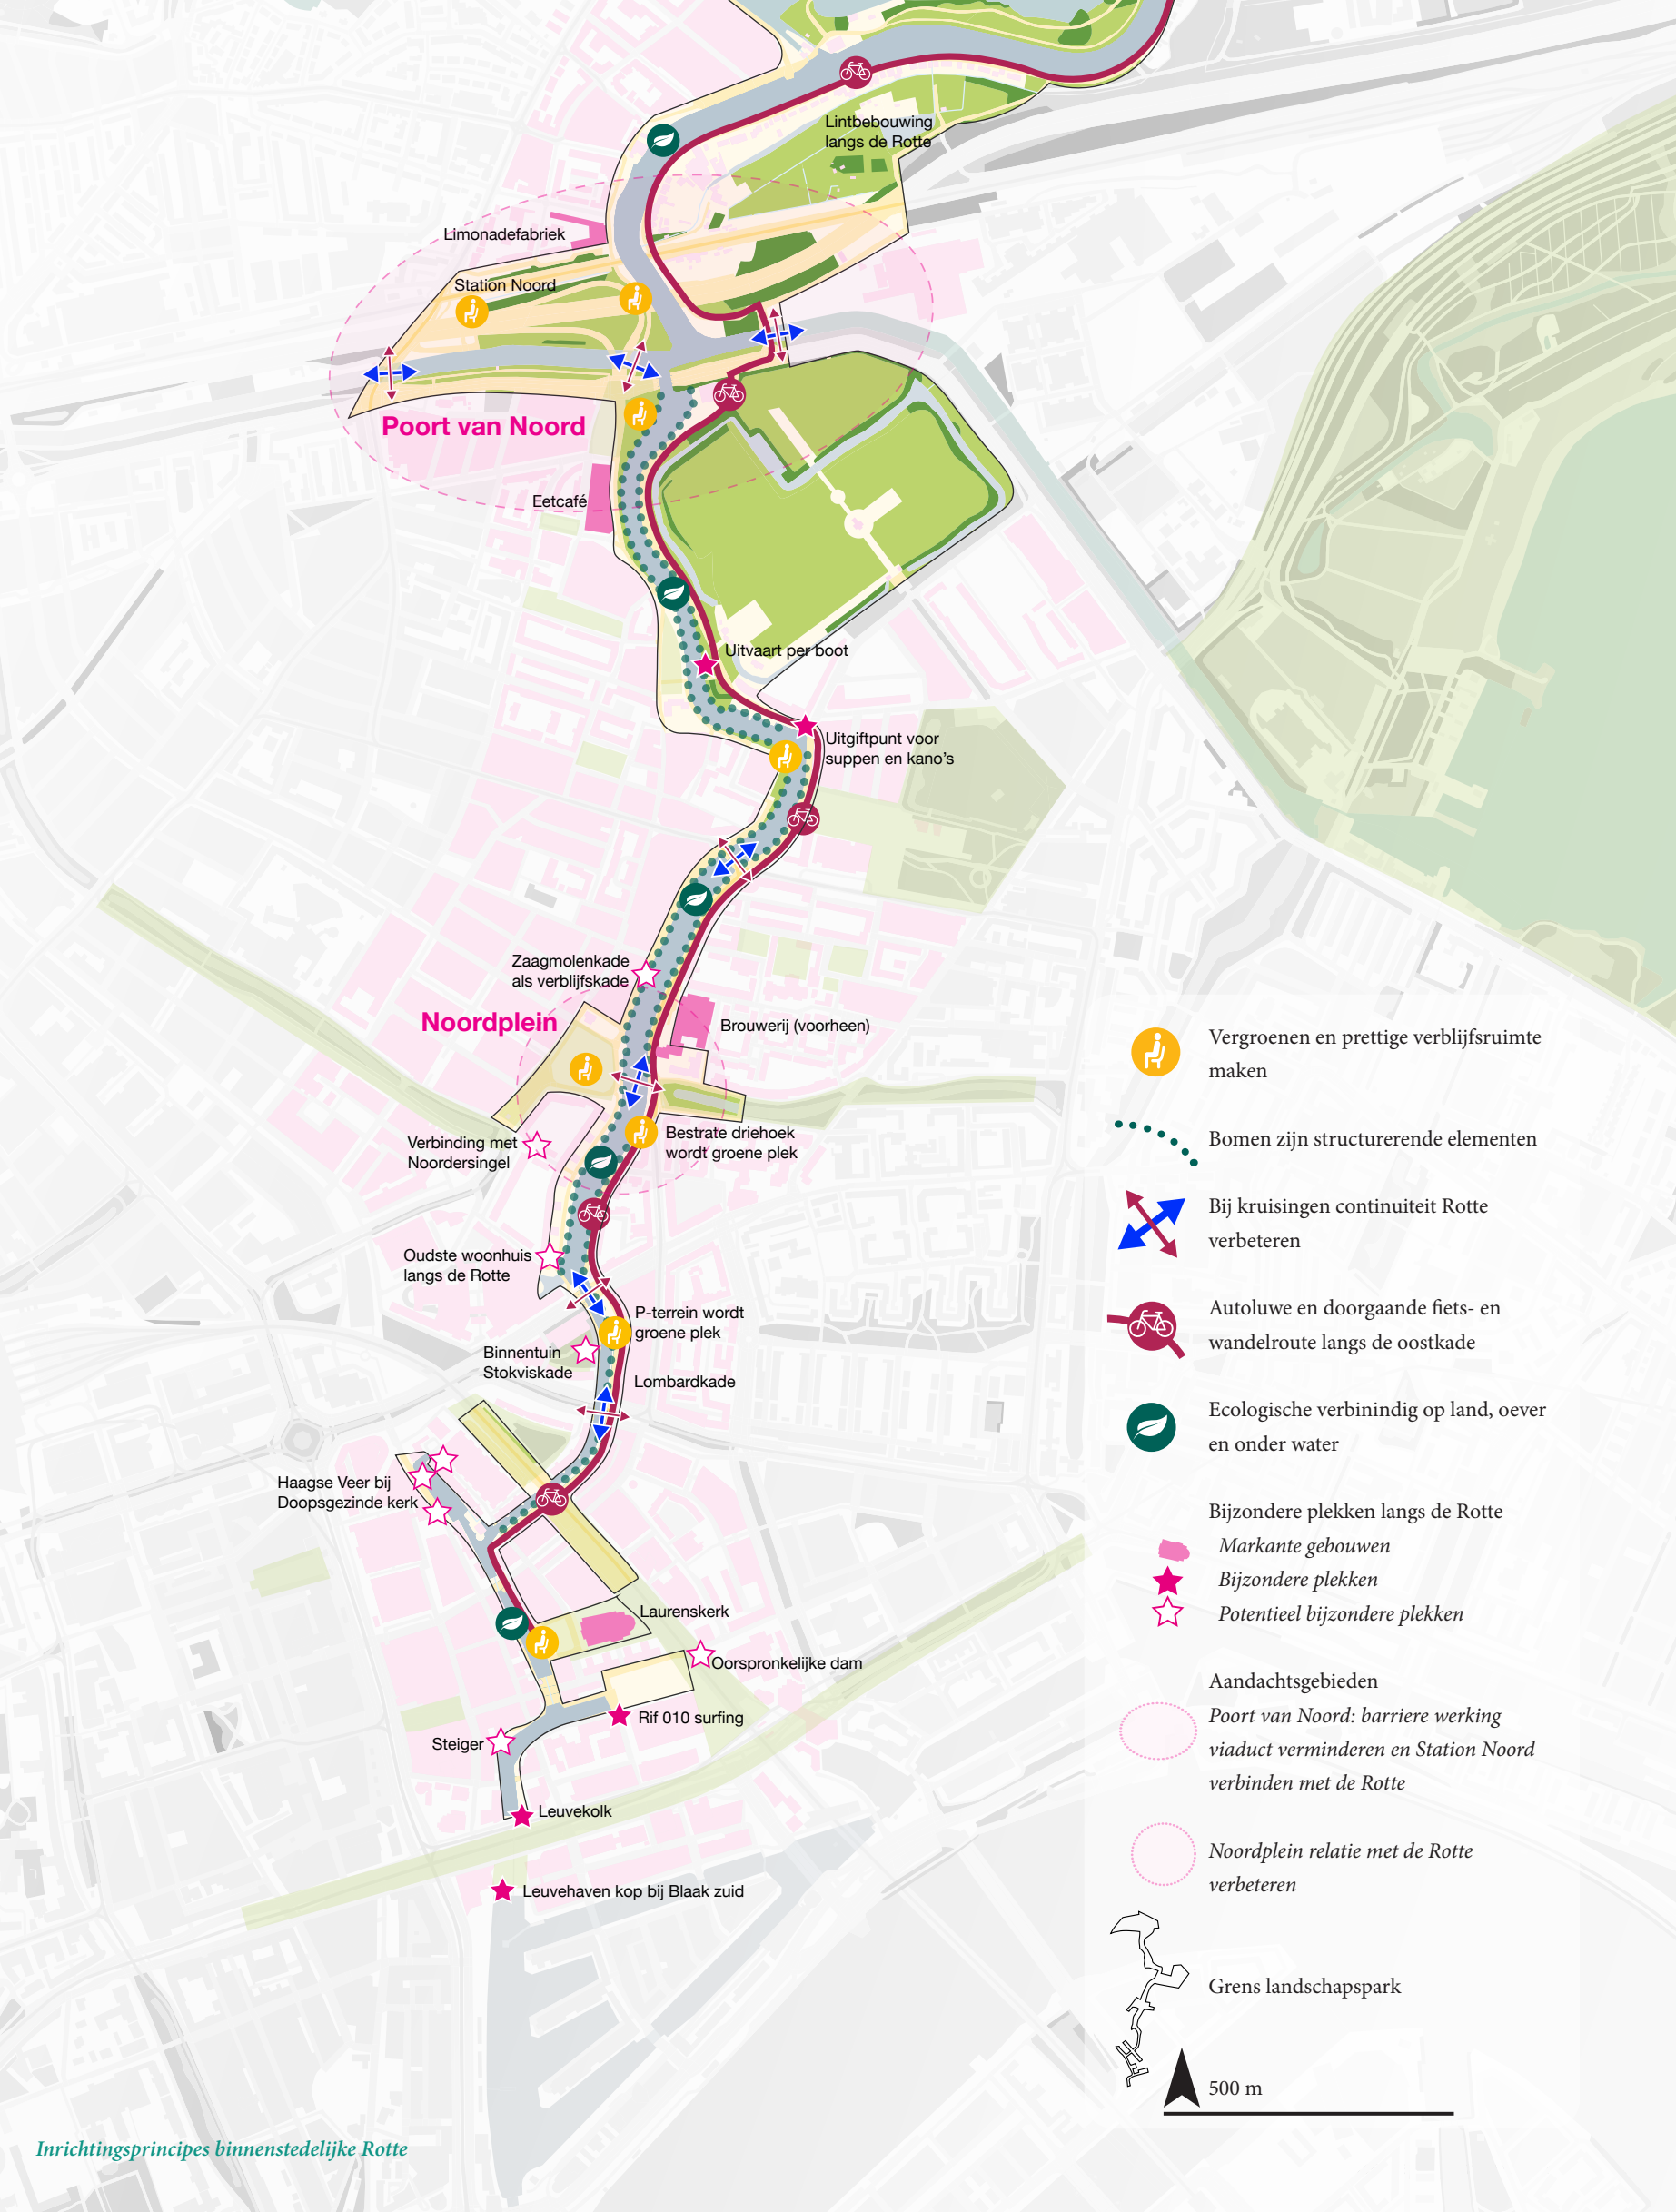 Lintbebouwing
langs de Rotte
Limonadefabriek
Station Noord
Poort van Noord
Eetcafé
Uitvaart per boot
Uitgiftpunt voor
suppen en kano's
Zaagmolenkade
als verblijfskade
Noordplein
Brouwerij (voorheen)
Verbinding met
Noordersingel
Bestrate driehoek
wordt groene plek
Oudste woonhuis
langs de Rotte
P-terrein wordt
groene plek
Binnentuin
Stokviskade
Lombardkade
Haagse Veer bij
Doopsgezinde kerk
Laurenskerk
Oorspronkelijke dam
Rif 010 surfing
Steiger
Leuvekolk
Leuvehaven kop bij Blaak zuid
Vergroenen en prettige verblijfsruimte
maken
Bomen zijn structurerende elementen
Bij kruisingen continuiteit Rotte
verbeteren
Autoluwe en doorgaande fiets- en
wandelroute langs de oostkade
Ecologische verbinindig op land, oever
en onder water
Bijzondere plekken langs de Rotte
Markante gebouwen
Bijzondere plekken
Potentieel bijzondere plekken
Aandachtsgebieden
Poort van Noord: barriere werking
viaduct verminderen en Station Noord
verbinden met de Rotte
Noordplein relatie met de Rotte
verbeteren
Grens landschapspark
500 m
Inrichtingsprincipes binnenstedelijke Rotte